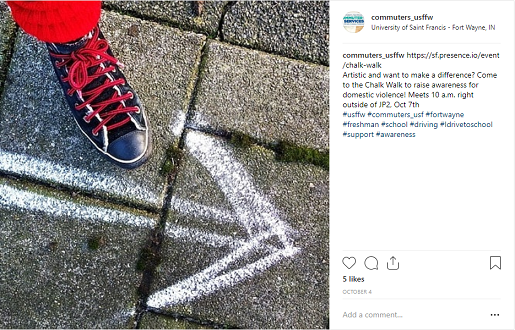 commuters_usffw
University of Saint Francis - Fort Wayne, IN
commuters_usffw https://sf.presence.io/event
/chalk-walk
Artistic and want to make a difference? Come
to the Chalk Walk to raise awareness for
domestic violence! Meets 10 a.m. right
outside of JP2, Oct 7th
#usffw #commuters_usf #fortwayne
#freshman #school #driving #Idrivetoschool
#support #awareness
5 likes
OCTOBER 4
Add a comment...